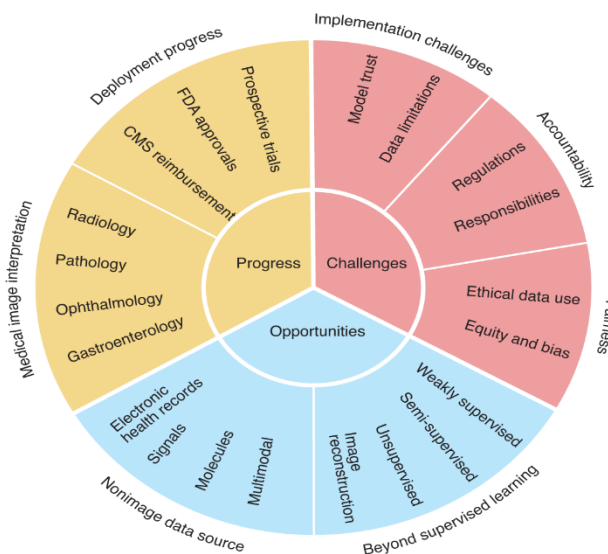 Deployment progress
Implementation challenges
Accountability
Prospective trials
FDA approvals
CMS reimbursement
Model trust
Data limitations
Regulations
Responsibilities
Medical image interpretation
Radiology
Pathology
Ophthalmology
Gastroenterology
Progress
Challenges
Opportunities
Ethical data use
Equity and bias
Electronic
health records
Signals
Molecules
Multimodal
Image
reconstruction
Unsupervised
Semi-supervised
Weakly supervised
Nonimage data source
Beyond supervised learning